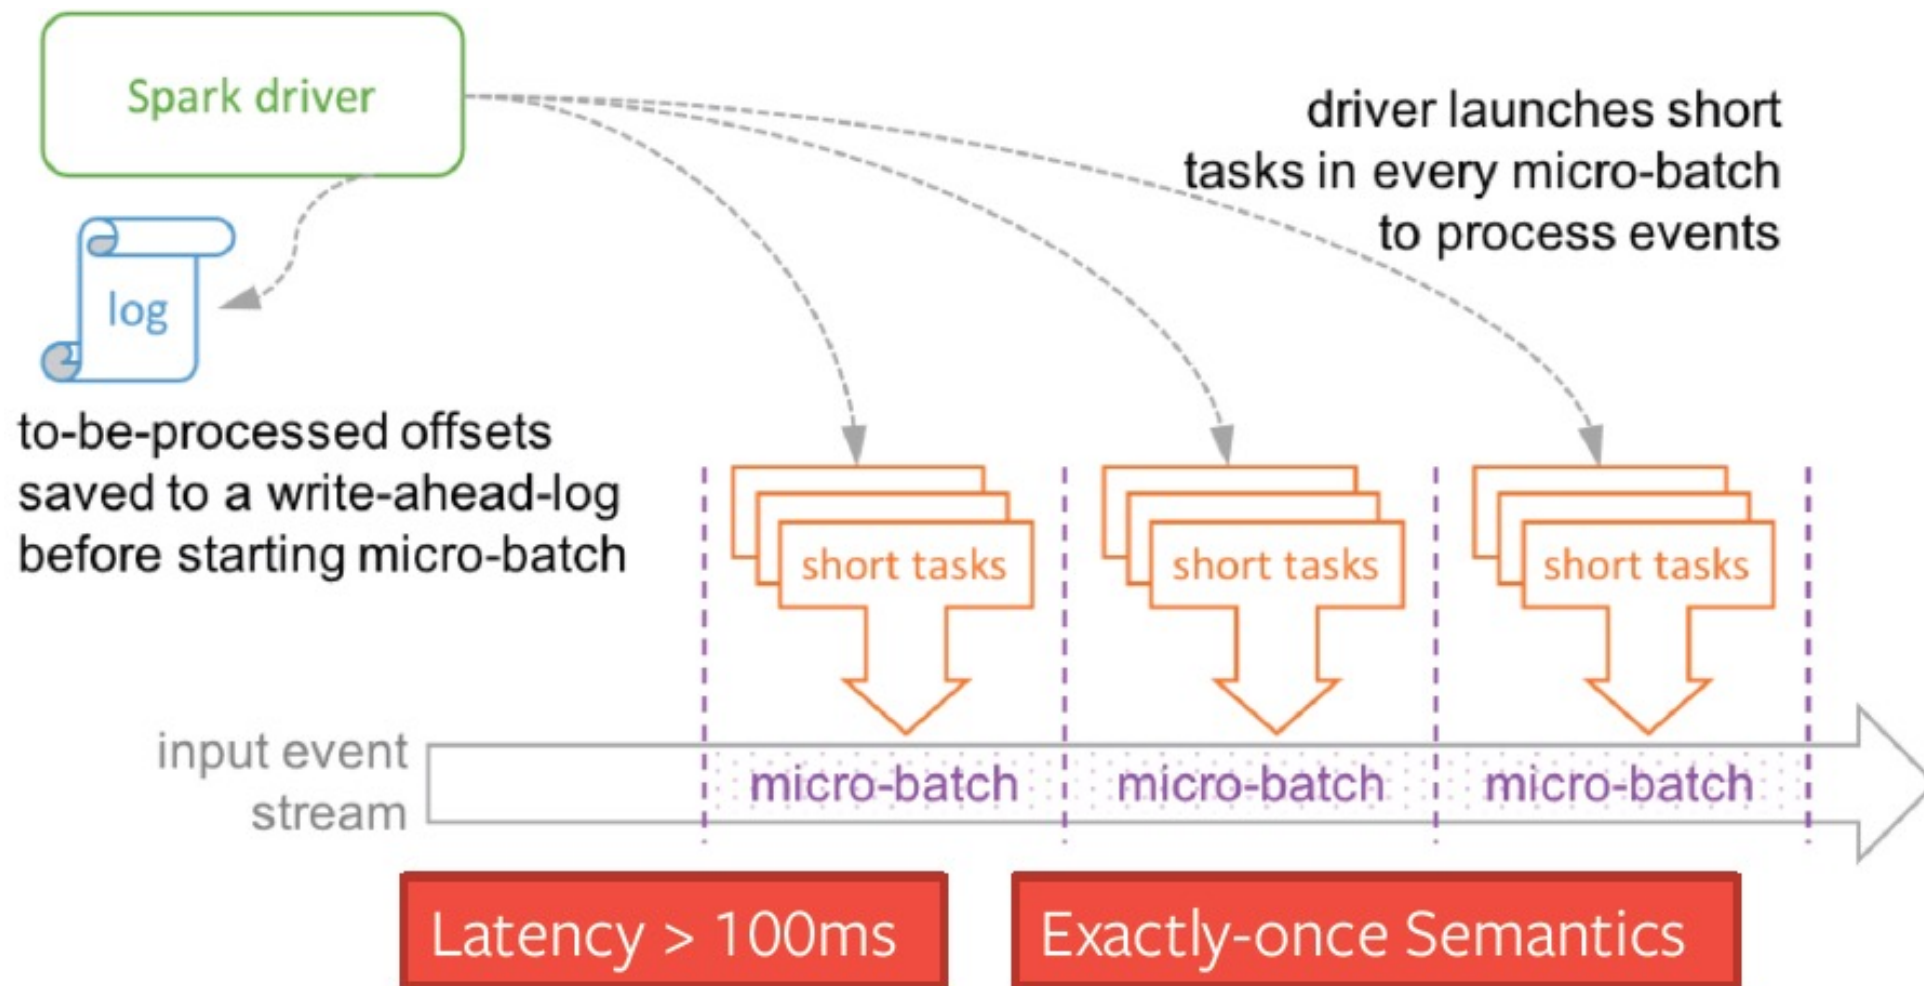 Spark driver
driver launches short
tasks in every micro-batch
to process events
log
to-be-processed offsets
saved to a write-ahead-log
before starting micro-batch
short tasks
short tasks
short tasks
input event
stream
micro-batch
micro-batch
micro-batch
Latency > 100ms
Exactly-once Semantics